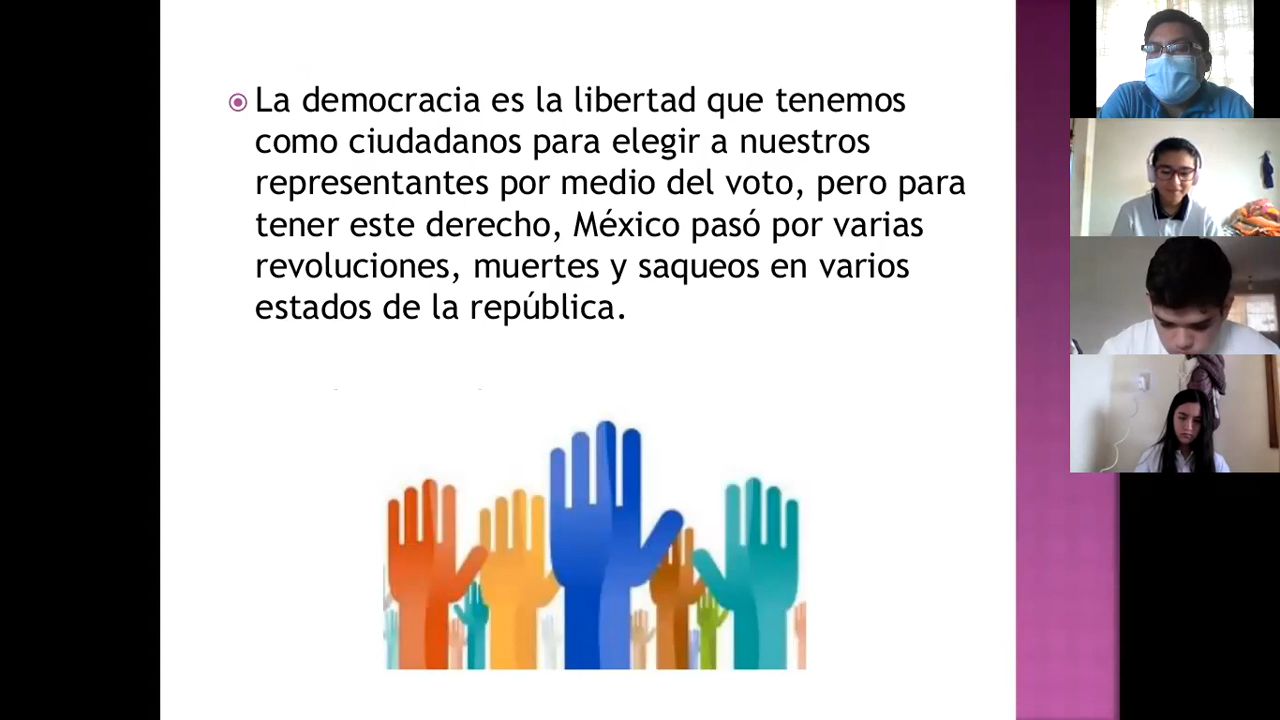 La democracia es la libertad que tenemos
como ciudadanos para elegir a nuestros
representantes por medio del voto, pero para
tener este derecho, México pasó por varias
revoluciones, muertes y saqueos en varios
estados de la república.